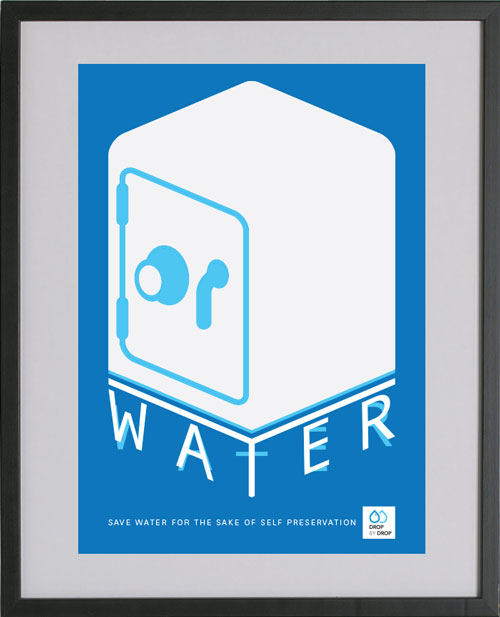 WATER
SAVE WATER FOR THE SAKE OF SELF PRESERVATION
DROP
BY DROP